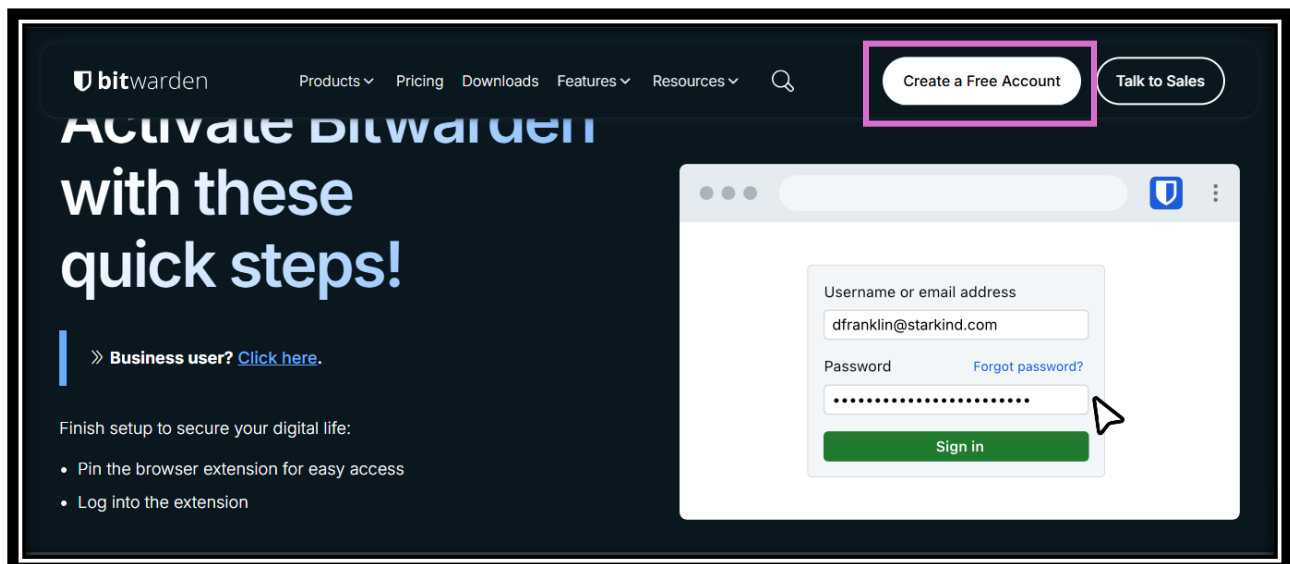 bitwarden
Products Pricing Downloads Features Resources
Create a Free Account
Talk to Sales
Activate Bitwarden
with these
quick steps!
Business user? Click here.
Finish setup to secure your digital life:
• Pin the browser extension for easy access
• Log into the extension
Username or email address
dfranklin@starkind.com
Password Forgot password?
••••••••••••••••••••••••
Sign in